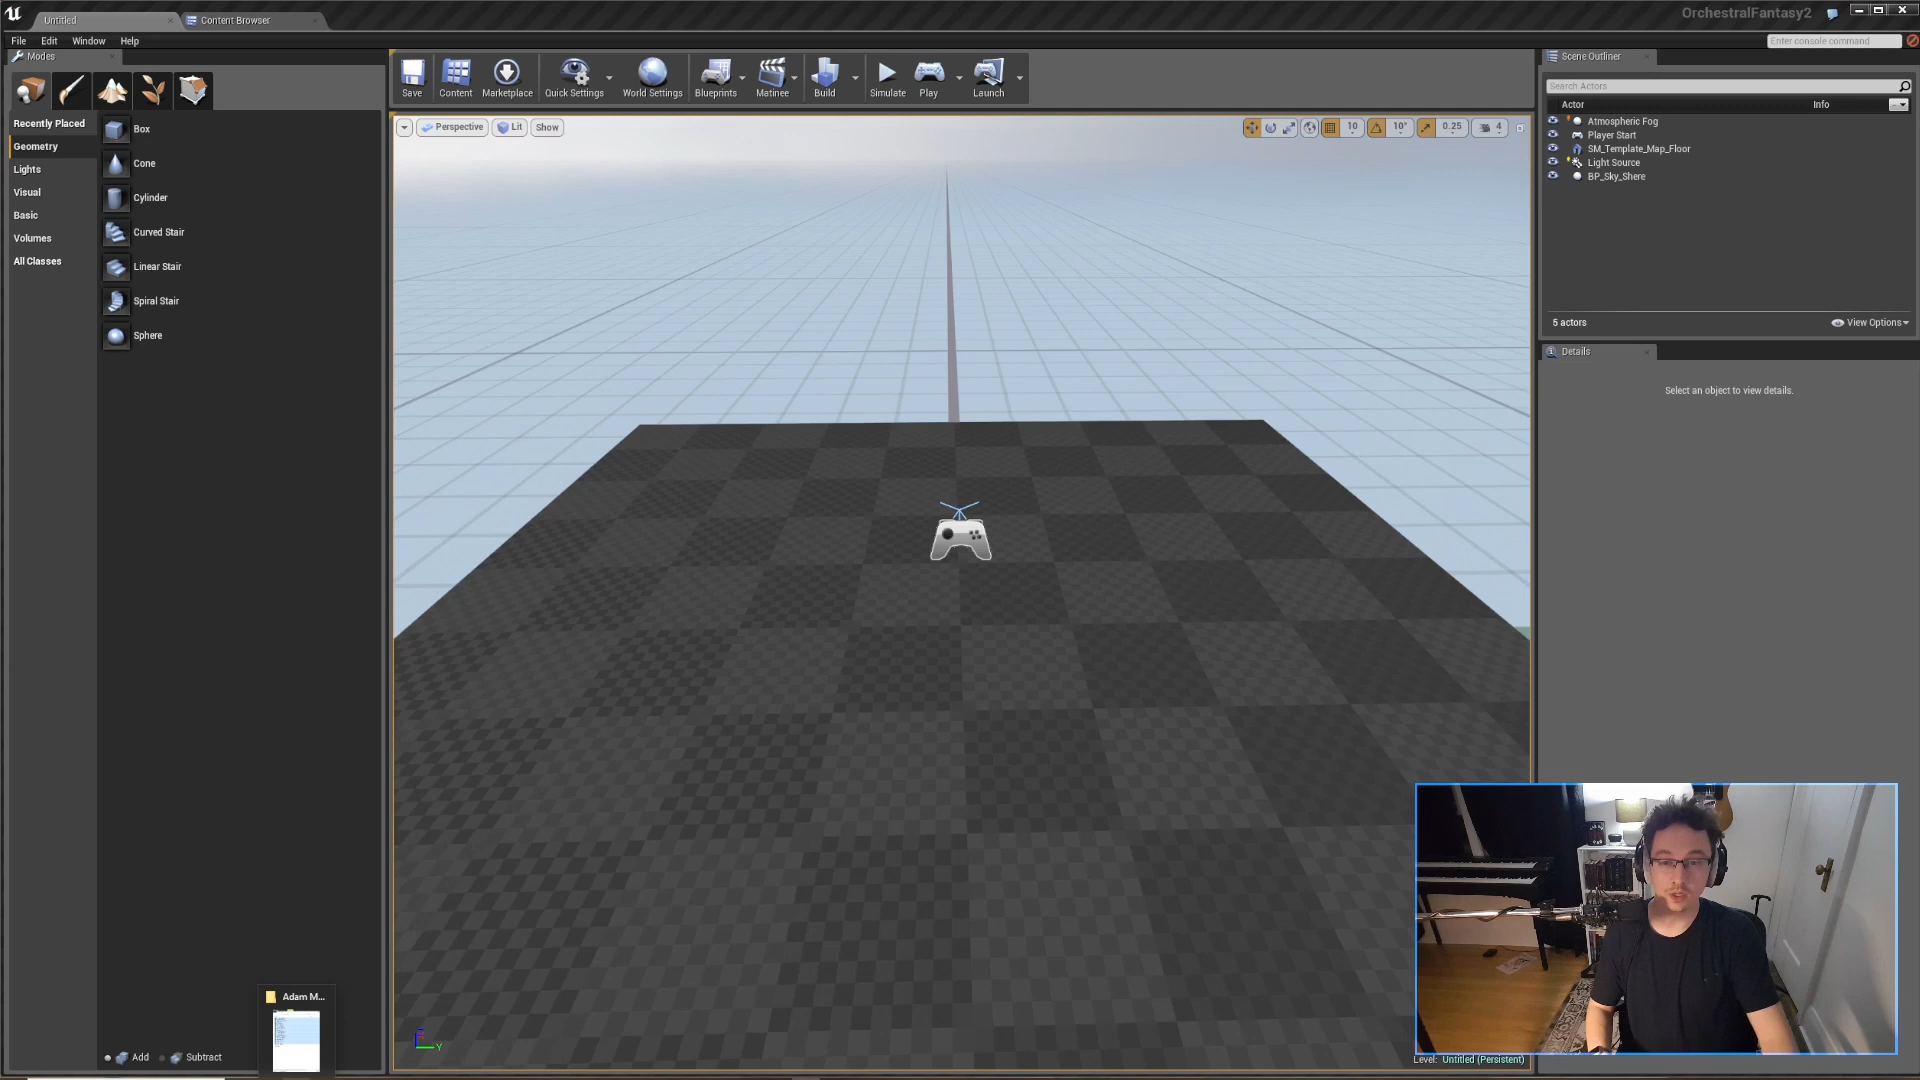 Untitled
Content Browser
OrchestralFantasy2
File
Edit
Window
Help
Enter console command
Modes
Recently Placed
Geometry
Lights
Visual
Basic
Volumes
All Classes
Box
Cone
Cylinder
Curved Stair
Linear Stair
Spiral Stair
Sphere
Add
Subtract
Adam M...
Save
Content
Marketplace
Quick Settings
World Settings
Blueprints
Matinee
Build
Simulate
Play
Launch
Perspective
Lit
Show
10
10°
0.25
4
Y
Level: Untitled (Persistent)
Scene Outliner
Search Actors
Actor
Info
Atmospheric Fog
Player Start
SM_Template_Map_Floor
Light Source
BP_Sky_Shere
5 actors
View Options
Details
Select an object to view details.